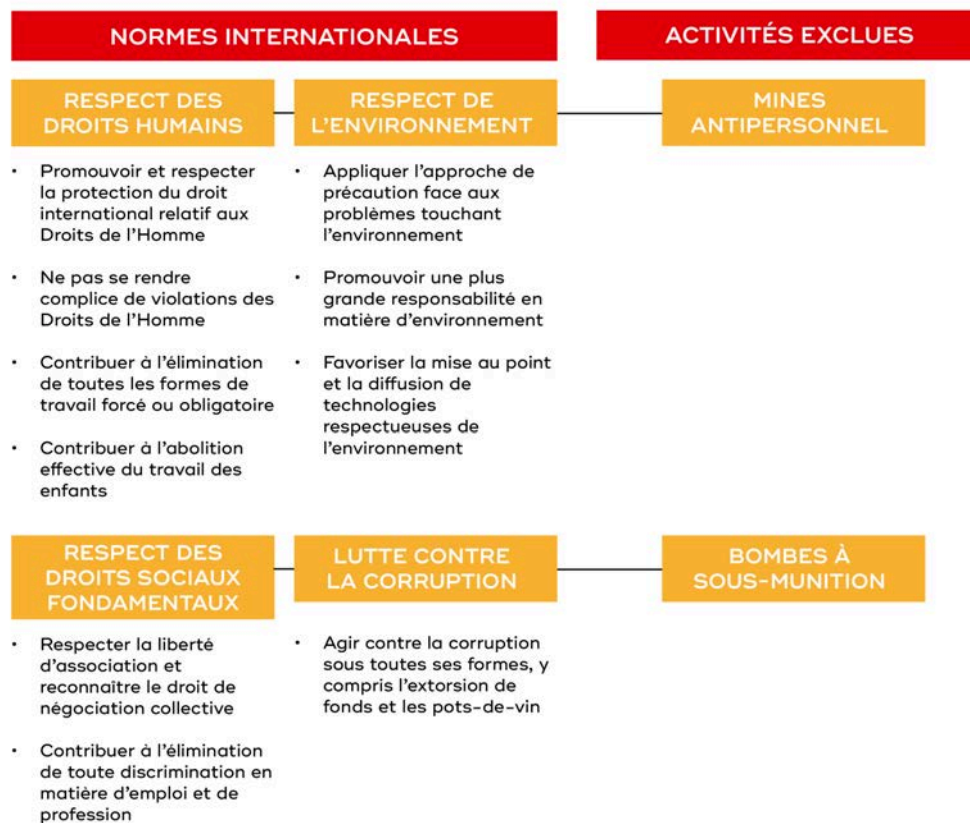 NORMES INTERNATIONALES
ACTIVITÉS EXCLUES
RESPECT DES
DROITS HUMAINS
RESPECT DE
L'ENVIRONNEMENT
MINES
ANTIPERSONNEL
• Promouvoir et respecter
la protection du droit
international relatif aux
Droits de l'Homme
• Ne pas se rendre
complice de violations des
Droits de l'Homme
• Contribuer à l'élimination
de toutes les formes de
travail forcé ou obligatoire
• Contribuer à l'abolition
effective du travail des
enfants
• Appliquer l'approche de
précaution face aux
problèmes touchant
l'environnement
• Promouvoir une plus
grande responsabilité en
matière d'environnement
• Favoriser la mise au point
et la diffusion de
technologies
respectueuses de
l'environnement
RESPECT DES
DROITS SOCIAUX
FONDAMENTAUX
LUTTE CONTRE
LA CORRUPTION
BOMBES À
SOUS-MUNITION
• Respecter la liberté
d'association et
reconnaître le droit de
négociation collective
• Contribuer à l'élimination
de toute discrimination en
matière d'emploi et de
profession
• Agir contre la corruption
sous toutes ses formes, y
compris l'extorsion de
fonds et les pots-de-vin